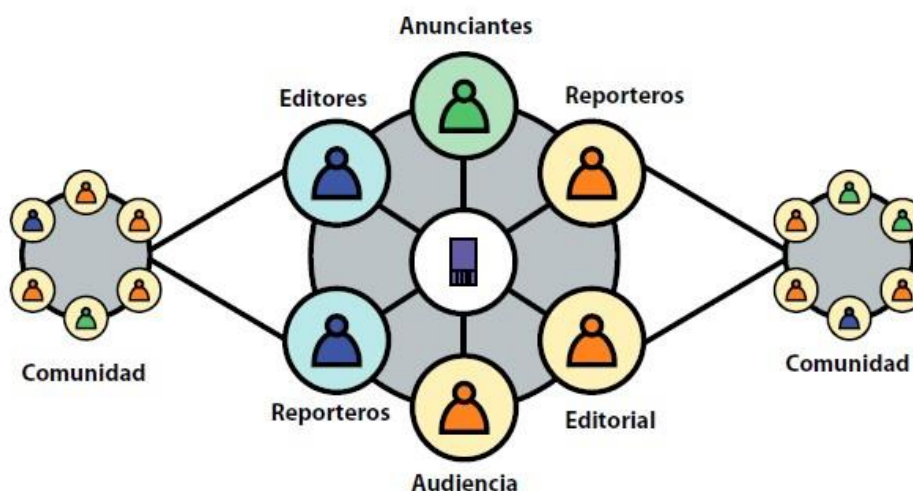 Anunciantes
Editores
Reporteros
Comunidad
Comunidad
Reporteros
Editorial
Audiencia